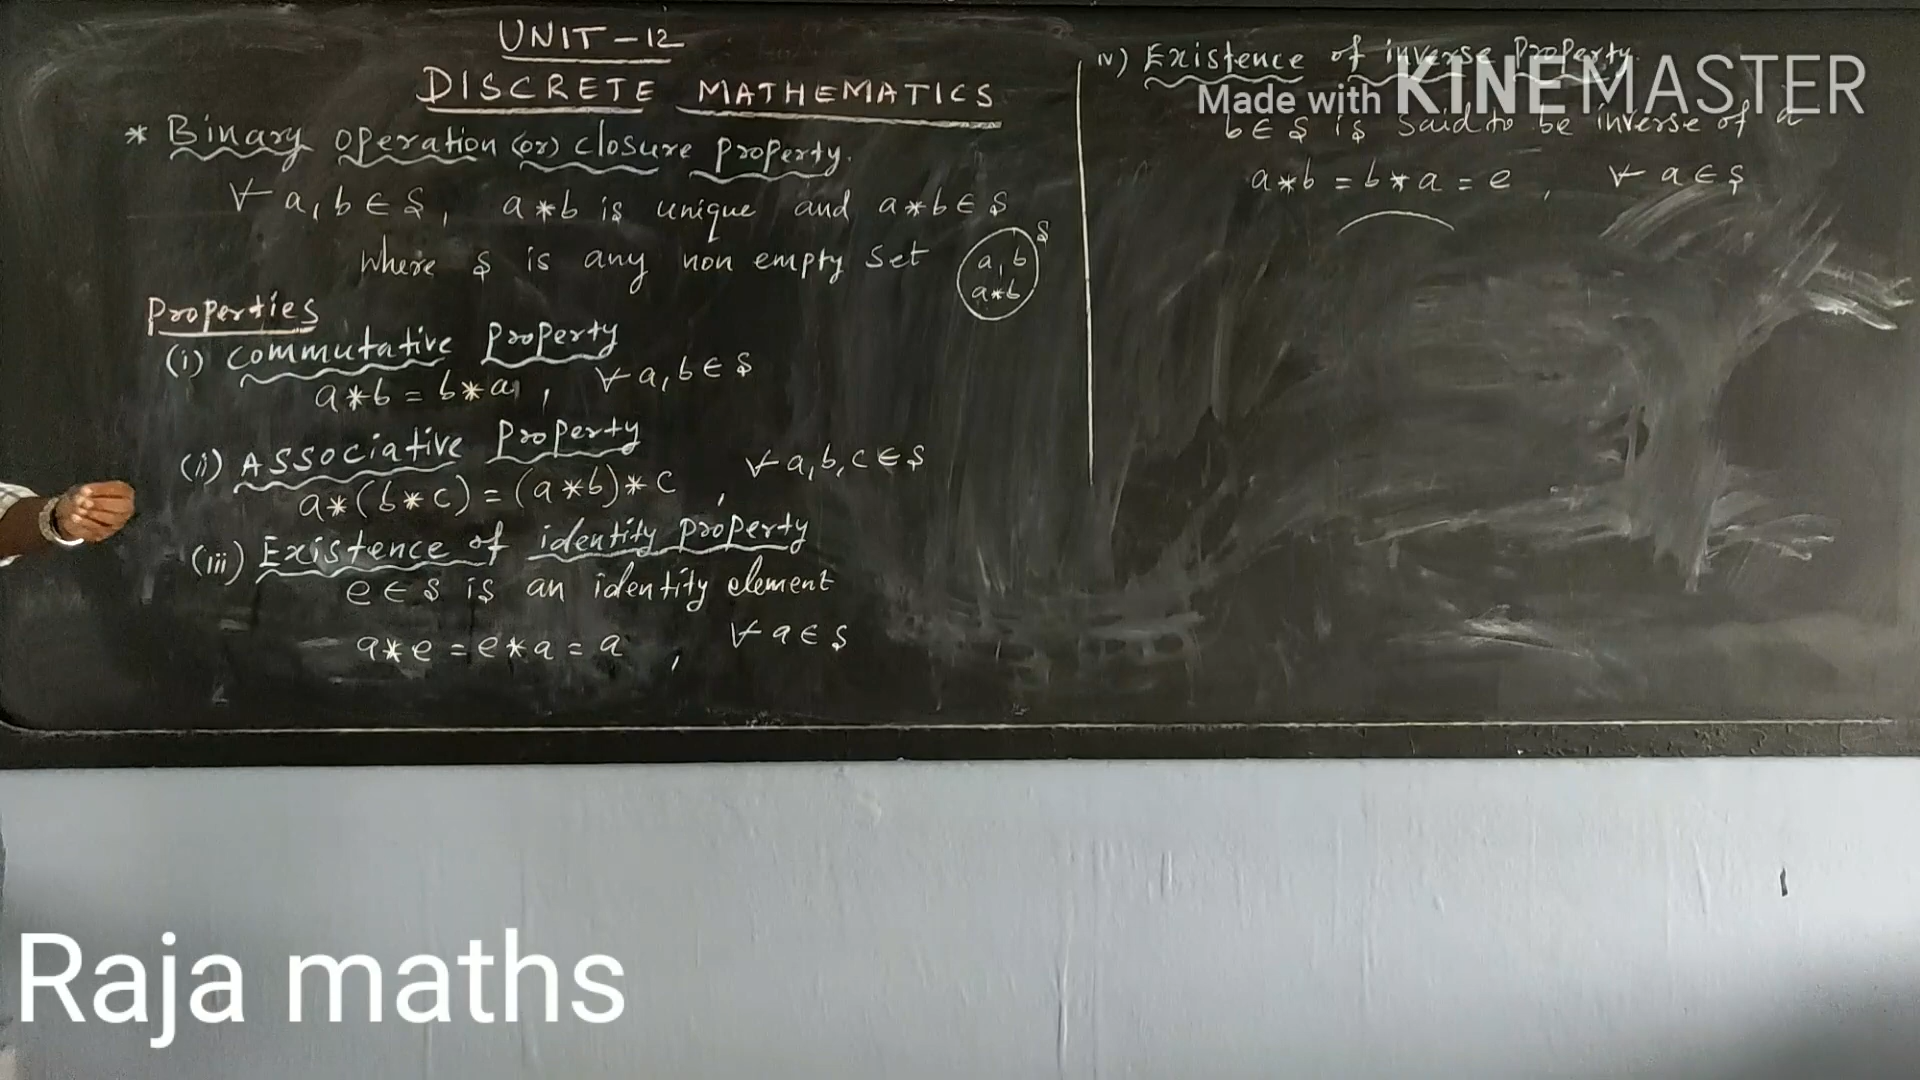 UNIT-12
DISCRETE MATHEMATICS
* Binary operation (or) closure property.
∀ a, b ∈ S, a * b is unique and a * b ∈ S
where S is any non empty set
S
a, b
a*b
Properties
(i) Commutative Property
a * b = b * a, ∀ a, b ∈ S
(ii) Associative Property
a * (b * c) = (a * b) * c, ∀ a, b, c ∈ S
(iii) Existence of identity property
e ∈ S is an identity element
a * e = e * a = a, ∀ a ∈ S
iv) Existence of inverse Property
Made with KINEMASTER
b ∈ S is said to be inverse of a
a * b = b * a = e, ∀ a ∈ S
Raja maths